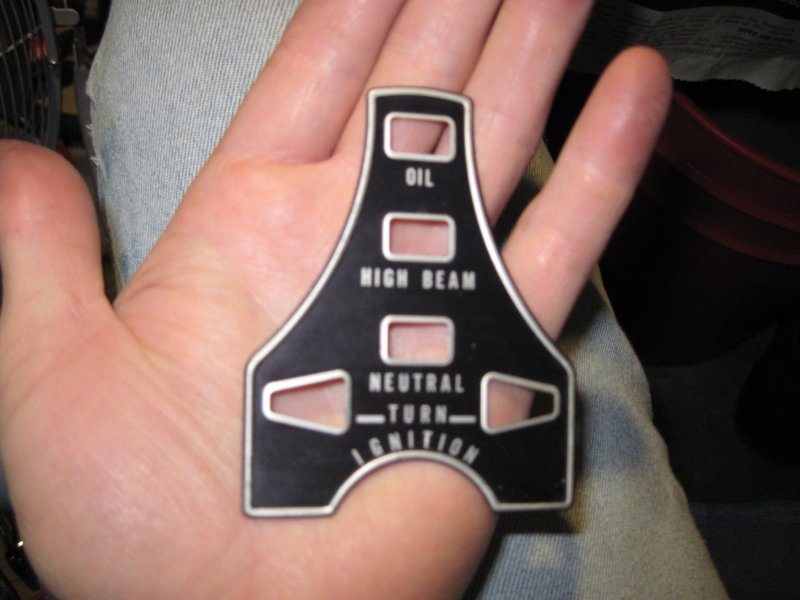 OIL
HIGH BEAM
NEUTRAL
TURN
IGNITION